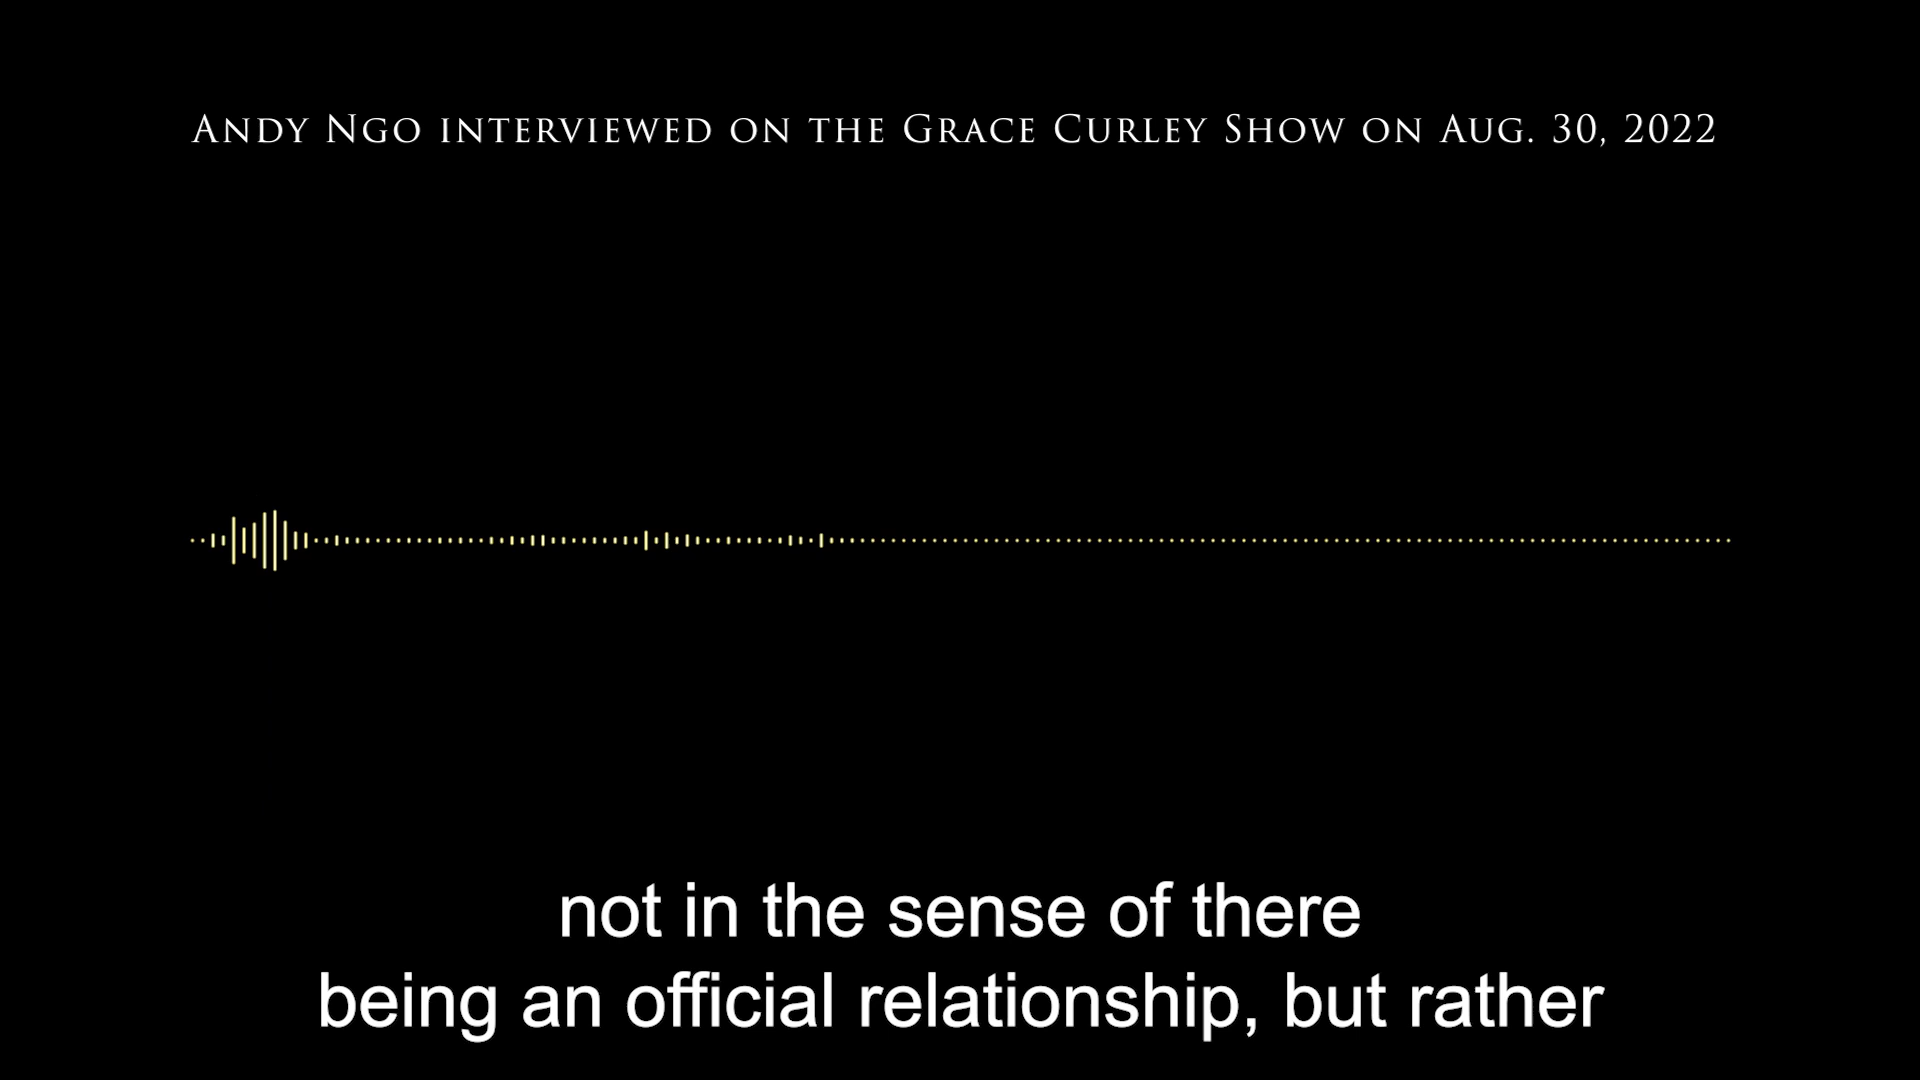 Andy Ngo interviewed on the Grace Curley Show on Aug. 30, 2022
not in the sense of there
being an official relationship, but rather